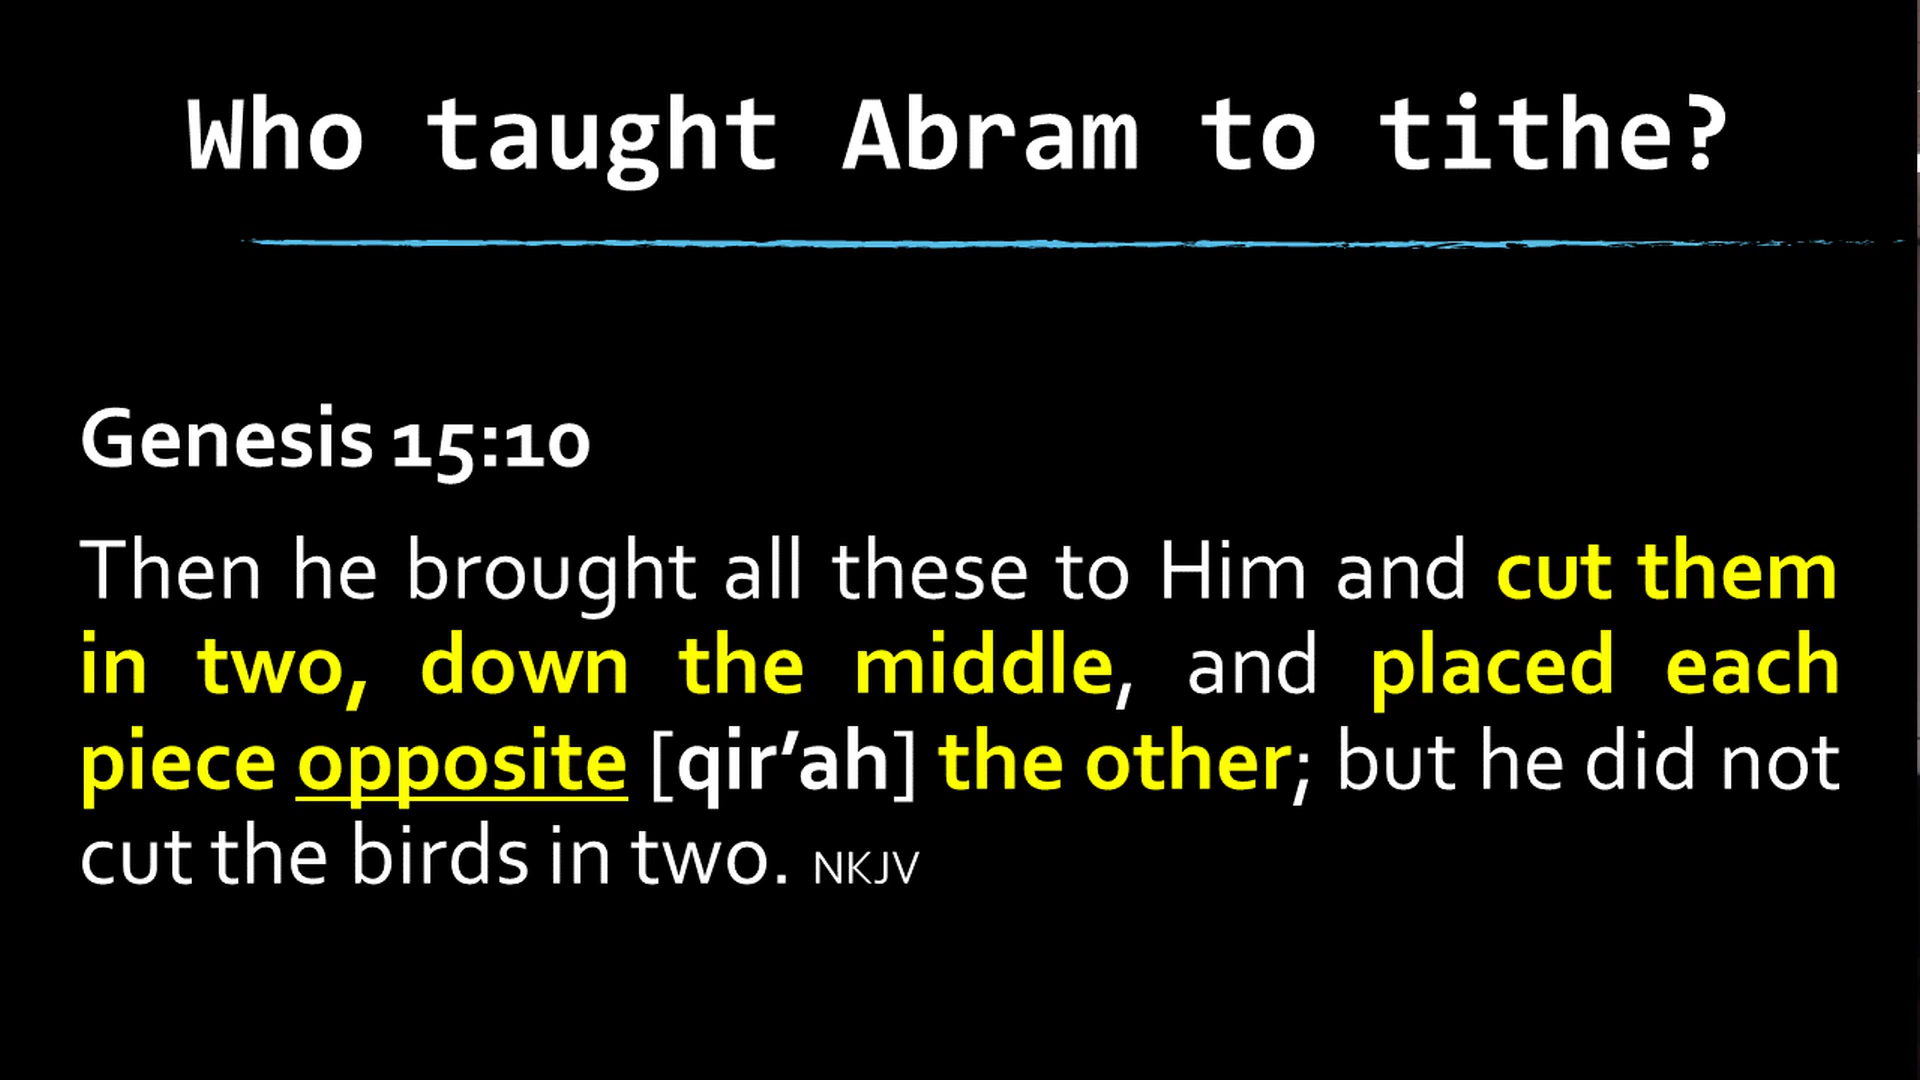 Who taught Abram to tithe?
Genesis 15:10
Then he brought all these to Him and cut them
in two, down the middle, and placed each
piece opposite [qir’ah] the other; but he did not
cut the birds in two. NKJV